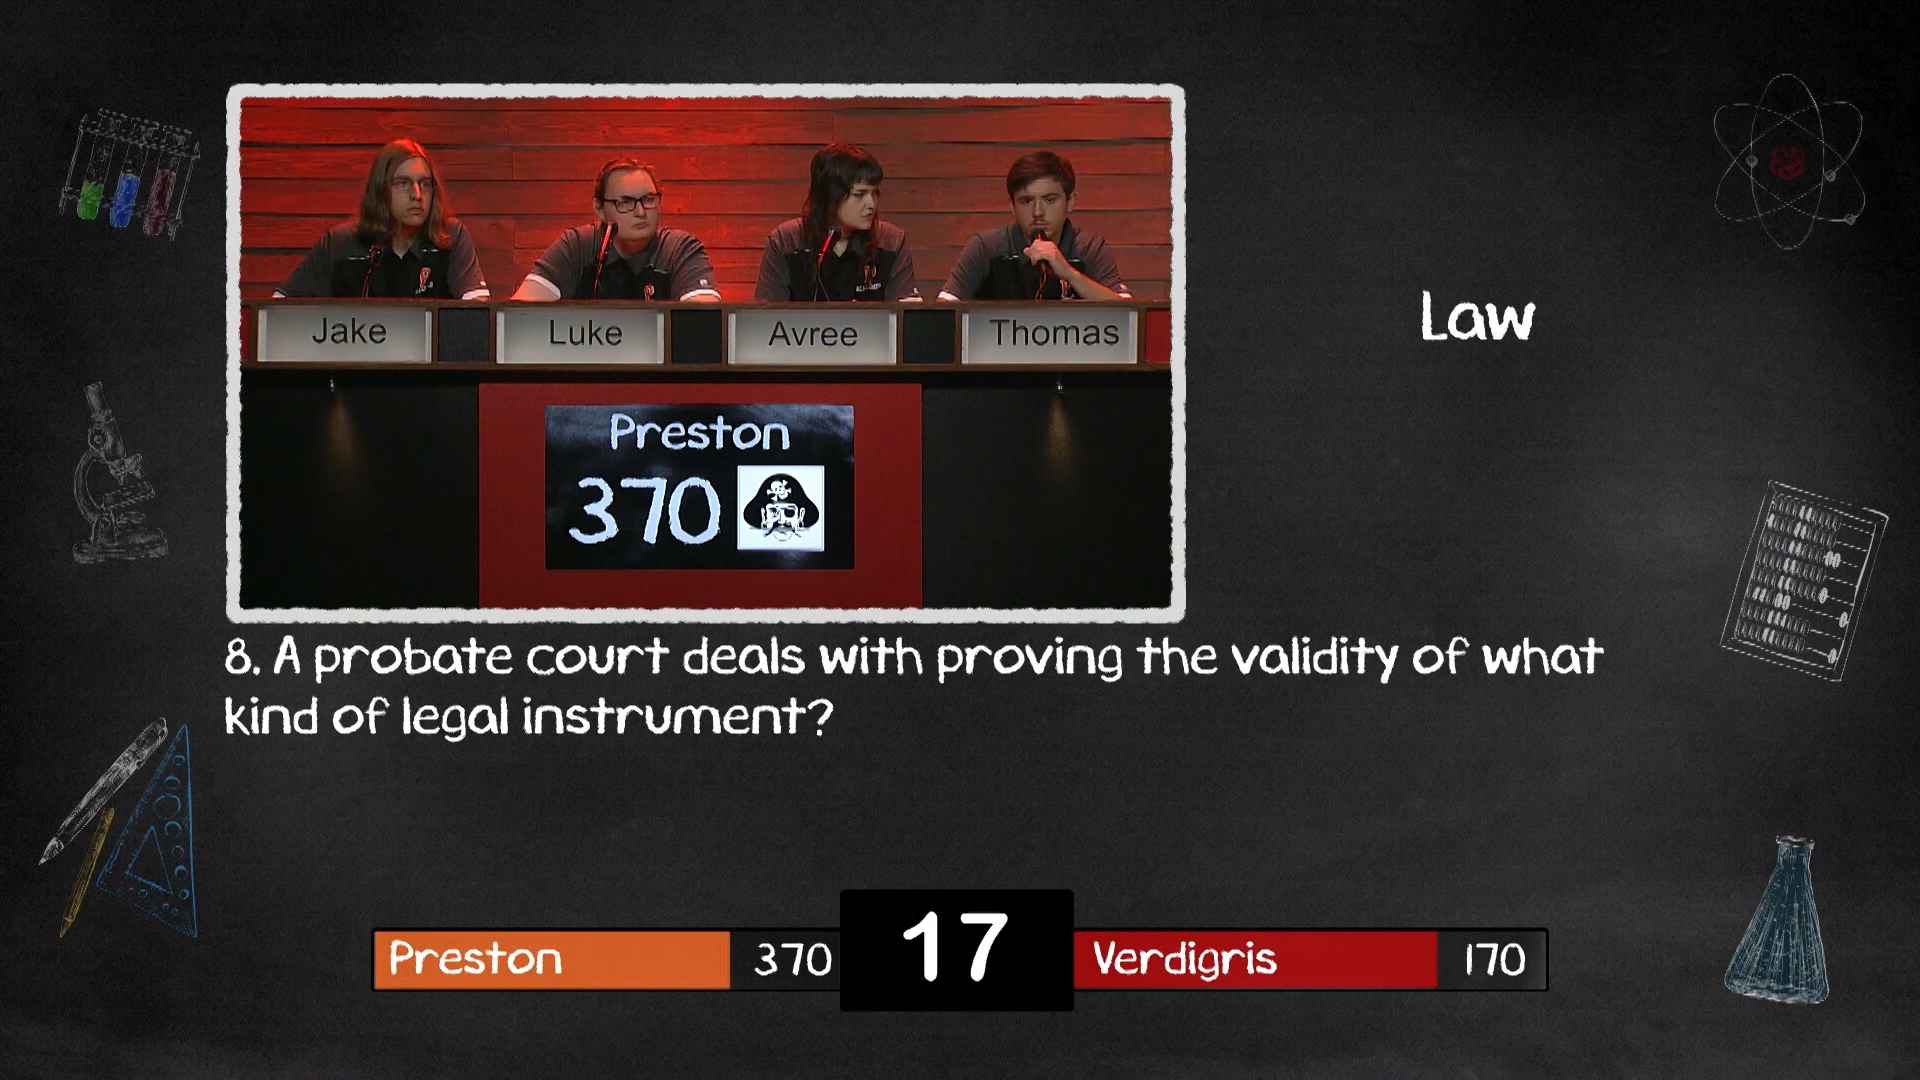 Law
Jake
Luke
Avree
Thomas
Preston
370
8. A probate court deals with proving the validity of what
kind of legal instrument?
Preston 370 17 Verdigris 170